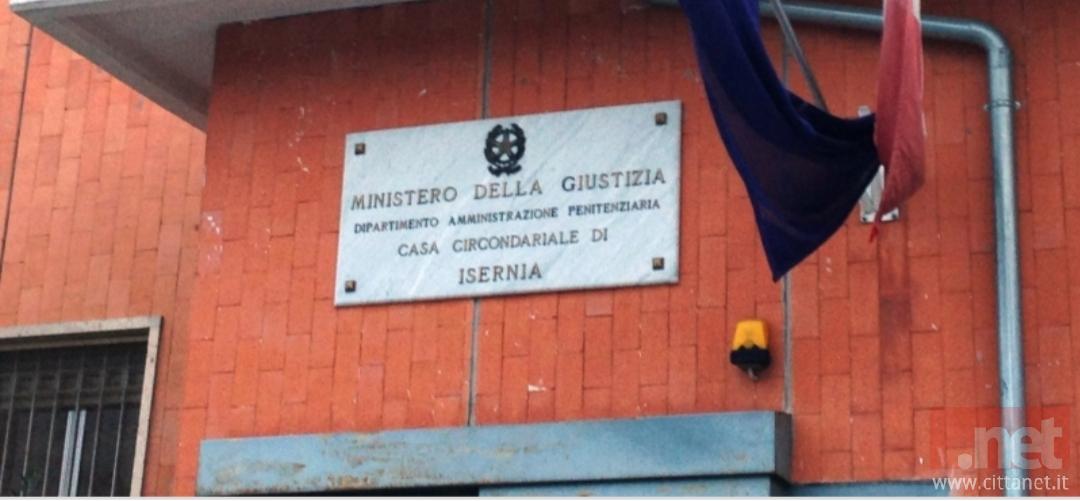 MINISTERO DELLA GIUSTIZIA
DIPARTIMENTO AMMINISTRAZIONE PENITENZIARIA
CASA CIRCONDARIALE DI
ISERNIA
.net
www.cittanet.it